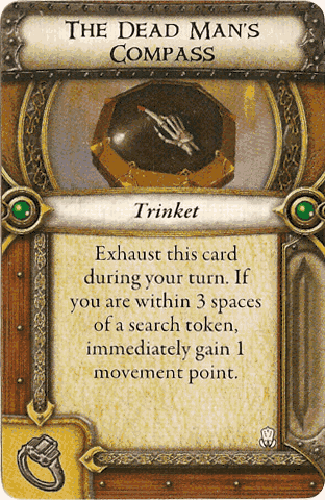 The Dead Man's
Compass
Trinket
Exhaust this card
during your turn. If
you are within 3 spaces
of a search token,
immediately gain 1
movement point.